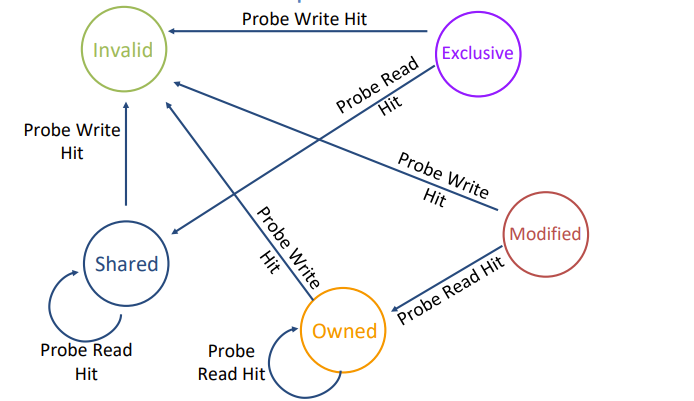 Probe Write Hit
Invalid
Exclusive
Probe Read
Hit
Probe Write
Hit
Probe Write
Hit
Modified
Shared
Probe Write
Hit
Probe Read Hit
Owned
Probe Read
Hit
Probe
Read Hit